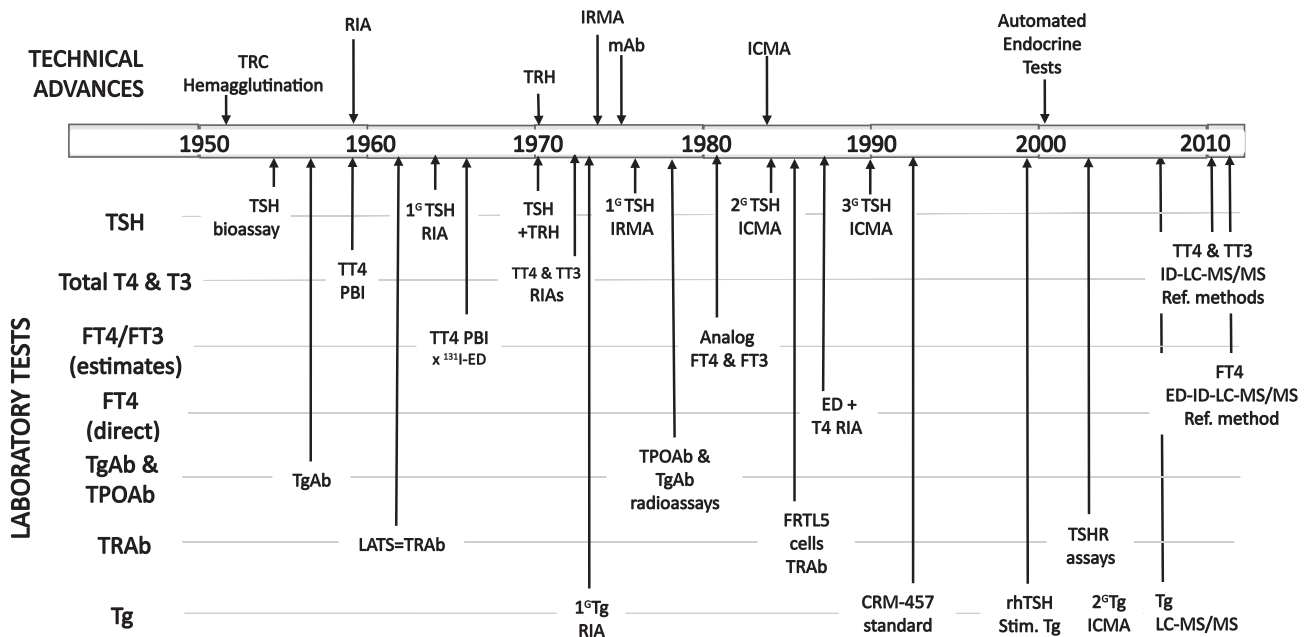 TECHNICAL
ADVANCES
TRC
Hemagglutination
RIA
TRH
IRMA
mAb
ICMA
Automated
Endocrine
Tests
1950 1960 1970 1980 1990 2000 2010
LABORATORY TESTS
TSH
TSH
bioassay
1ᴳ TSH
RIA
TSH
+TRH
1ᴳ TSH
IRMA
2ᴳ TSH
ICMA
3ᴳ TSH
ICMA
Total T4 & T3
TT4
PBI
TT4 & TT3
RIAs
TT4 & TT3
ID-LC-MS/MS
Ref. methods
FT4/FT3
(estimates)
TT4 PBI
x ¹³¹I-ED
Analog
FT4 & FT3
FT4
(direct)
ED +
T4 RIA
FT4
ED-ID-LC-MS/MS
Ref. method
TgAb &
TPOAb
TgAb
TPOAb &
TgAb
radioassays
TRAb
LATS=TRAb
FRTL5
cells
TRAb
TSHR
assays
Tg
1ᴳTg
RIA
CRM-457
standard
rhTSH
Stim. Tg
2ᴳTg
ICMA
Tg
LC-MS/MS